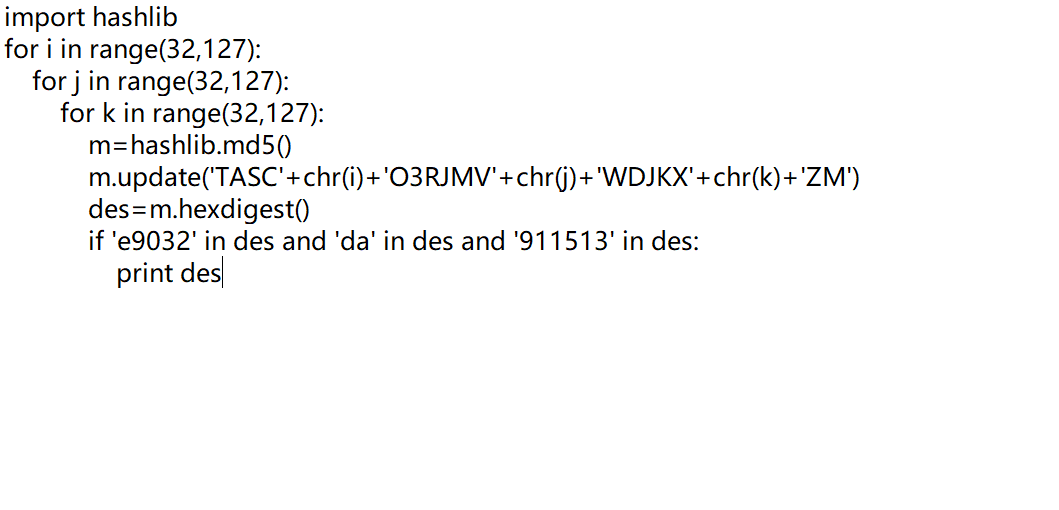 import hashlib
for i in range(32,127):
    for j in range(32,127):
        for k in range(32,127):
            m=hashlib.md5()
            m.update('TASC'+chr(i)+'O3RJMV'+chr(j)+'WDJKX'+chr(k)+'ZM')
            des=m.hexdigest()
            if 'e9032' in des and 'da' in des and '911513' in des:
                print des